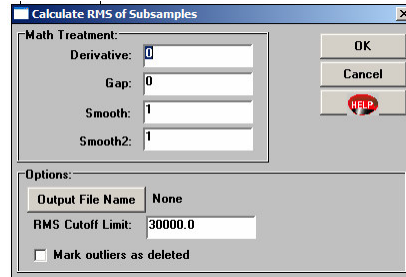 Calculate RMS of Subsamples
Math Treatment:
Derivative: 0
Gap: 0
Smooth: 1
Smooth2: 1
OK
Cancel
HELP
Options:
Output File Name None
RMS Cutoff Limit: 30000.0
Mark outliers as deleted